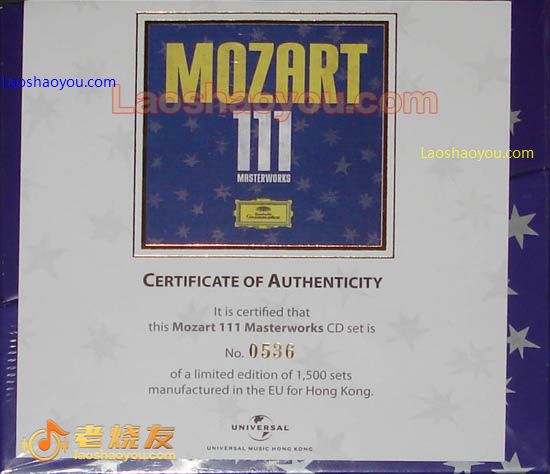 MOZART
Laoshaoyou.com
Laoshaoyou.com
111
Laoshaoyou.com
MASTERWORKS
Deutsche
Grammophon
CERTIFICATE OF AUTHENTICITY
It is certified that
this Mozart 111 Masterworks CD set is
No. 0536
of a limited edition of 1,500 sets
manufactured in the EU for Hong Kong.
UNIVERSAL
UNIVERSAL MUSIC HONG KONG
老烧友